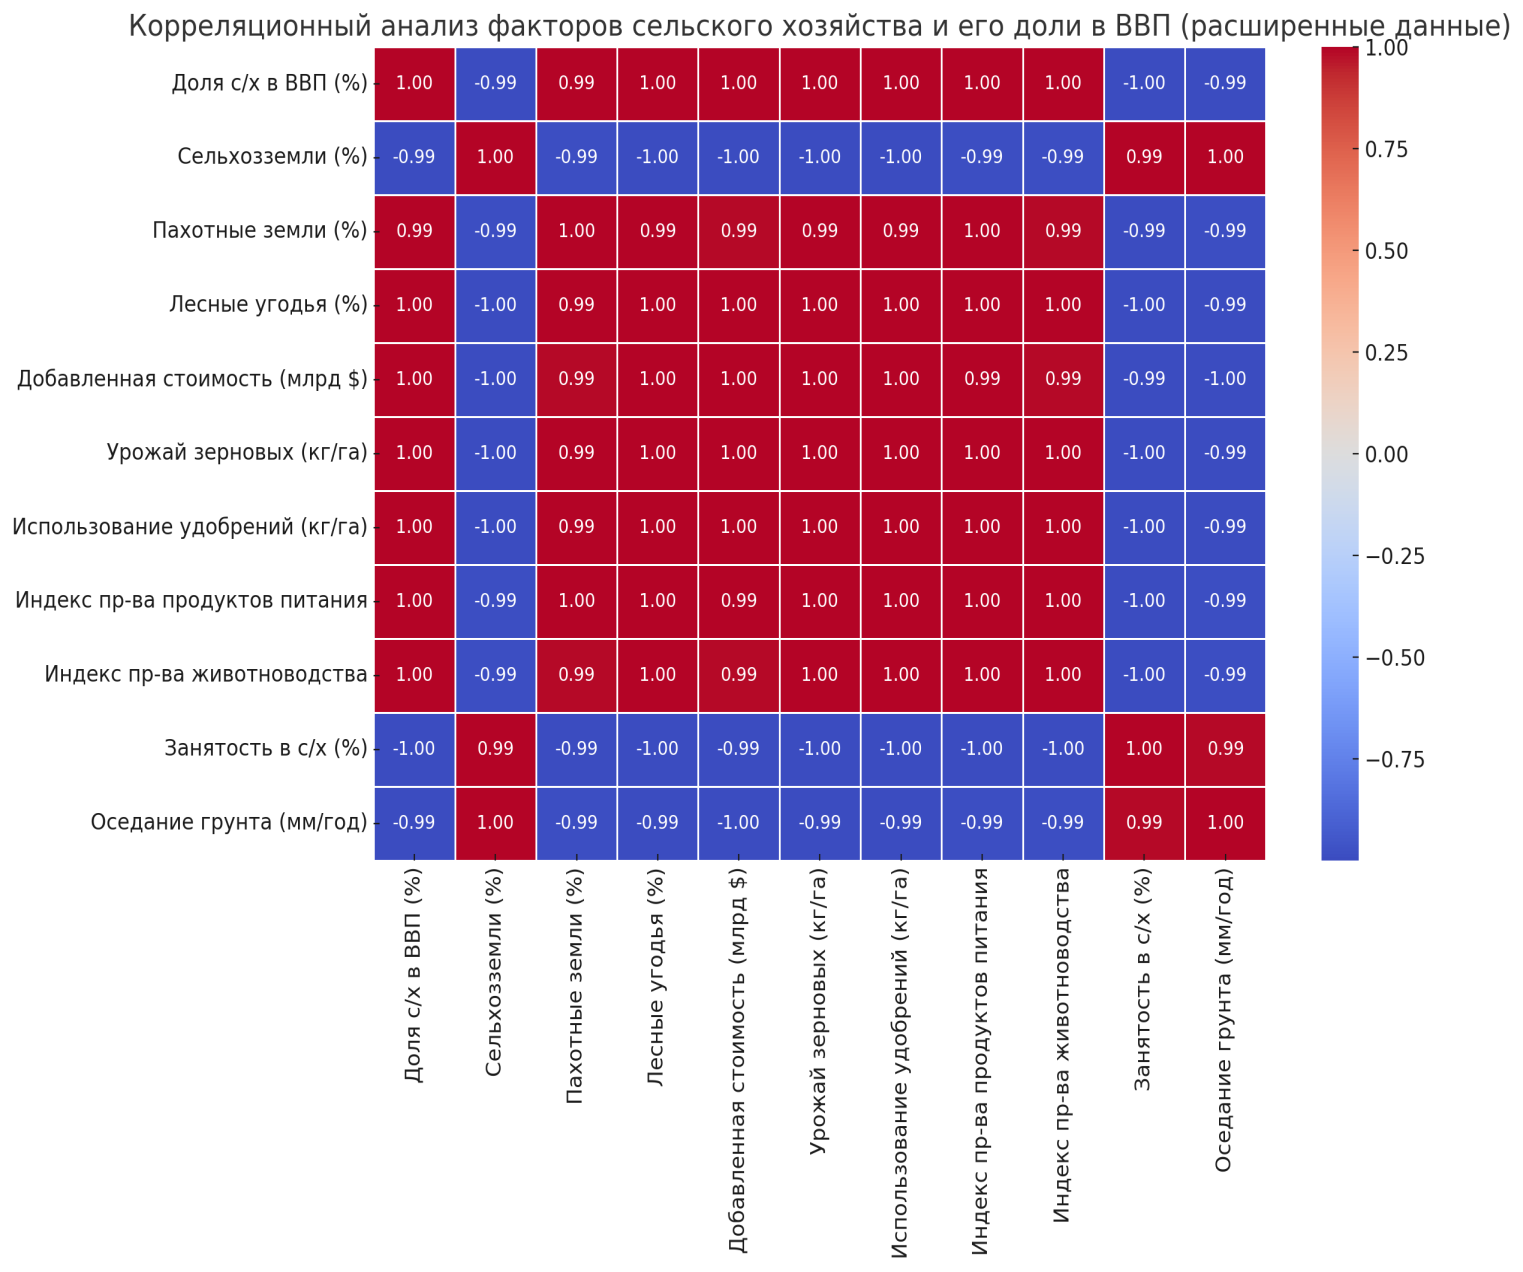 Корреляционный анализ факторов сельского хозяйства и его доли в ВВП (расширенные данные)
Доля с/х в ВВП (%) 1.00 -0.99 0.99 1.00 1.00 1.00 1.00 1.00 1.00 -1.00 -0.99
Сельхозземли (%) -0.99 1.00 -0.99 -1.00 -1.00 -1.00 -1.00 -0.99 -0.99 0.99 1.00
Пахотные земли (%) 0.99 -0.99 1.00 0.99 0.99 0.99 0.99 1.00 0.99 -0.99 -0.99
Лесные угодья (%) 1.00 -1.00 0.99 1.00 1.00 1.00 1.00 1.00 1.00 -1.00 -0.99
Добавленная стоимость (млрд $) 1.00 -1.00 0.99 1.00 1.00 1.00 1.00 0.99 0.99 -0.99 -1.00
Урожай зерновых (кг/га) 1.00 -1.00 0.99 1.00 1.00 1.00 1.00 1.00 1.00 -1.00 -0.99
Использование удобрений (кг/га) 1.00 -1.00 0.99 1.00 1.00 1.00 1.00 1.00 1.00 -1.00 -0.99
Индекс пр-ва продуктов питания 1.00 -0.99 1.00 1.00 0.99 1.00 1.00 1.00 1.00 -1.00 -0.99
Индекс пр-ва животноводства 1.00 -0.99 0.99 1.00 0.99 1.00 1.00 1.00 1.00 -1.00 -0.99
Занятость в с/х (%) -1.00 0.99 -0.99 -1.00 -0.99 -1.00 -1.00 -1.00 -1.00 1.00 0.99
Оседание грунта (мм/год) -0.99 1.00 -0.99 -0.99 -1.00 -0.99 -0.99 -0.99 -0.99 0.99 1.00
Доля с/х в ВВП (%)
Сельхозземли (%)
Пахотные земли (%)
Лесные угодья (%)
Добавленная стоимость (млрд $)
Урожай зерновых (кг/га)
Использование удобрений (кг/га)
Индекс пр-ва продуктов питания
Индекс пр-ва животноводства
Занятость в с/х (%)
Оседание грунта (мм/год)
1.00
0.75
0.50
0.25
0.00
−0.25
−0.50
−0.75